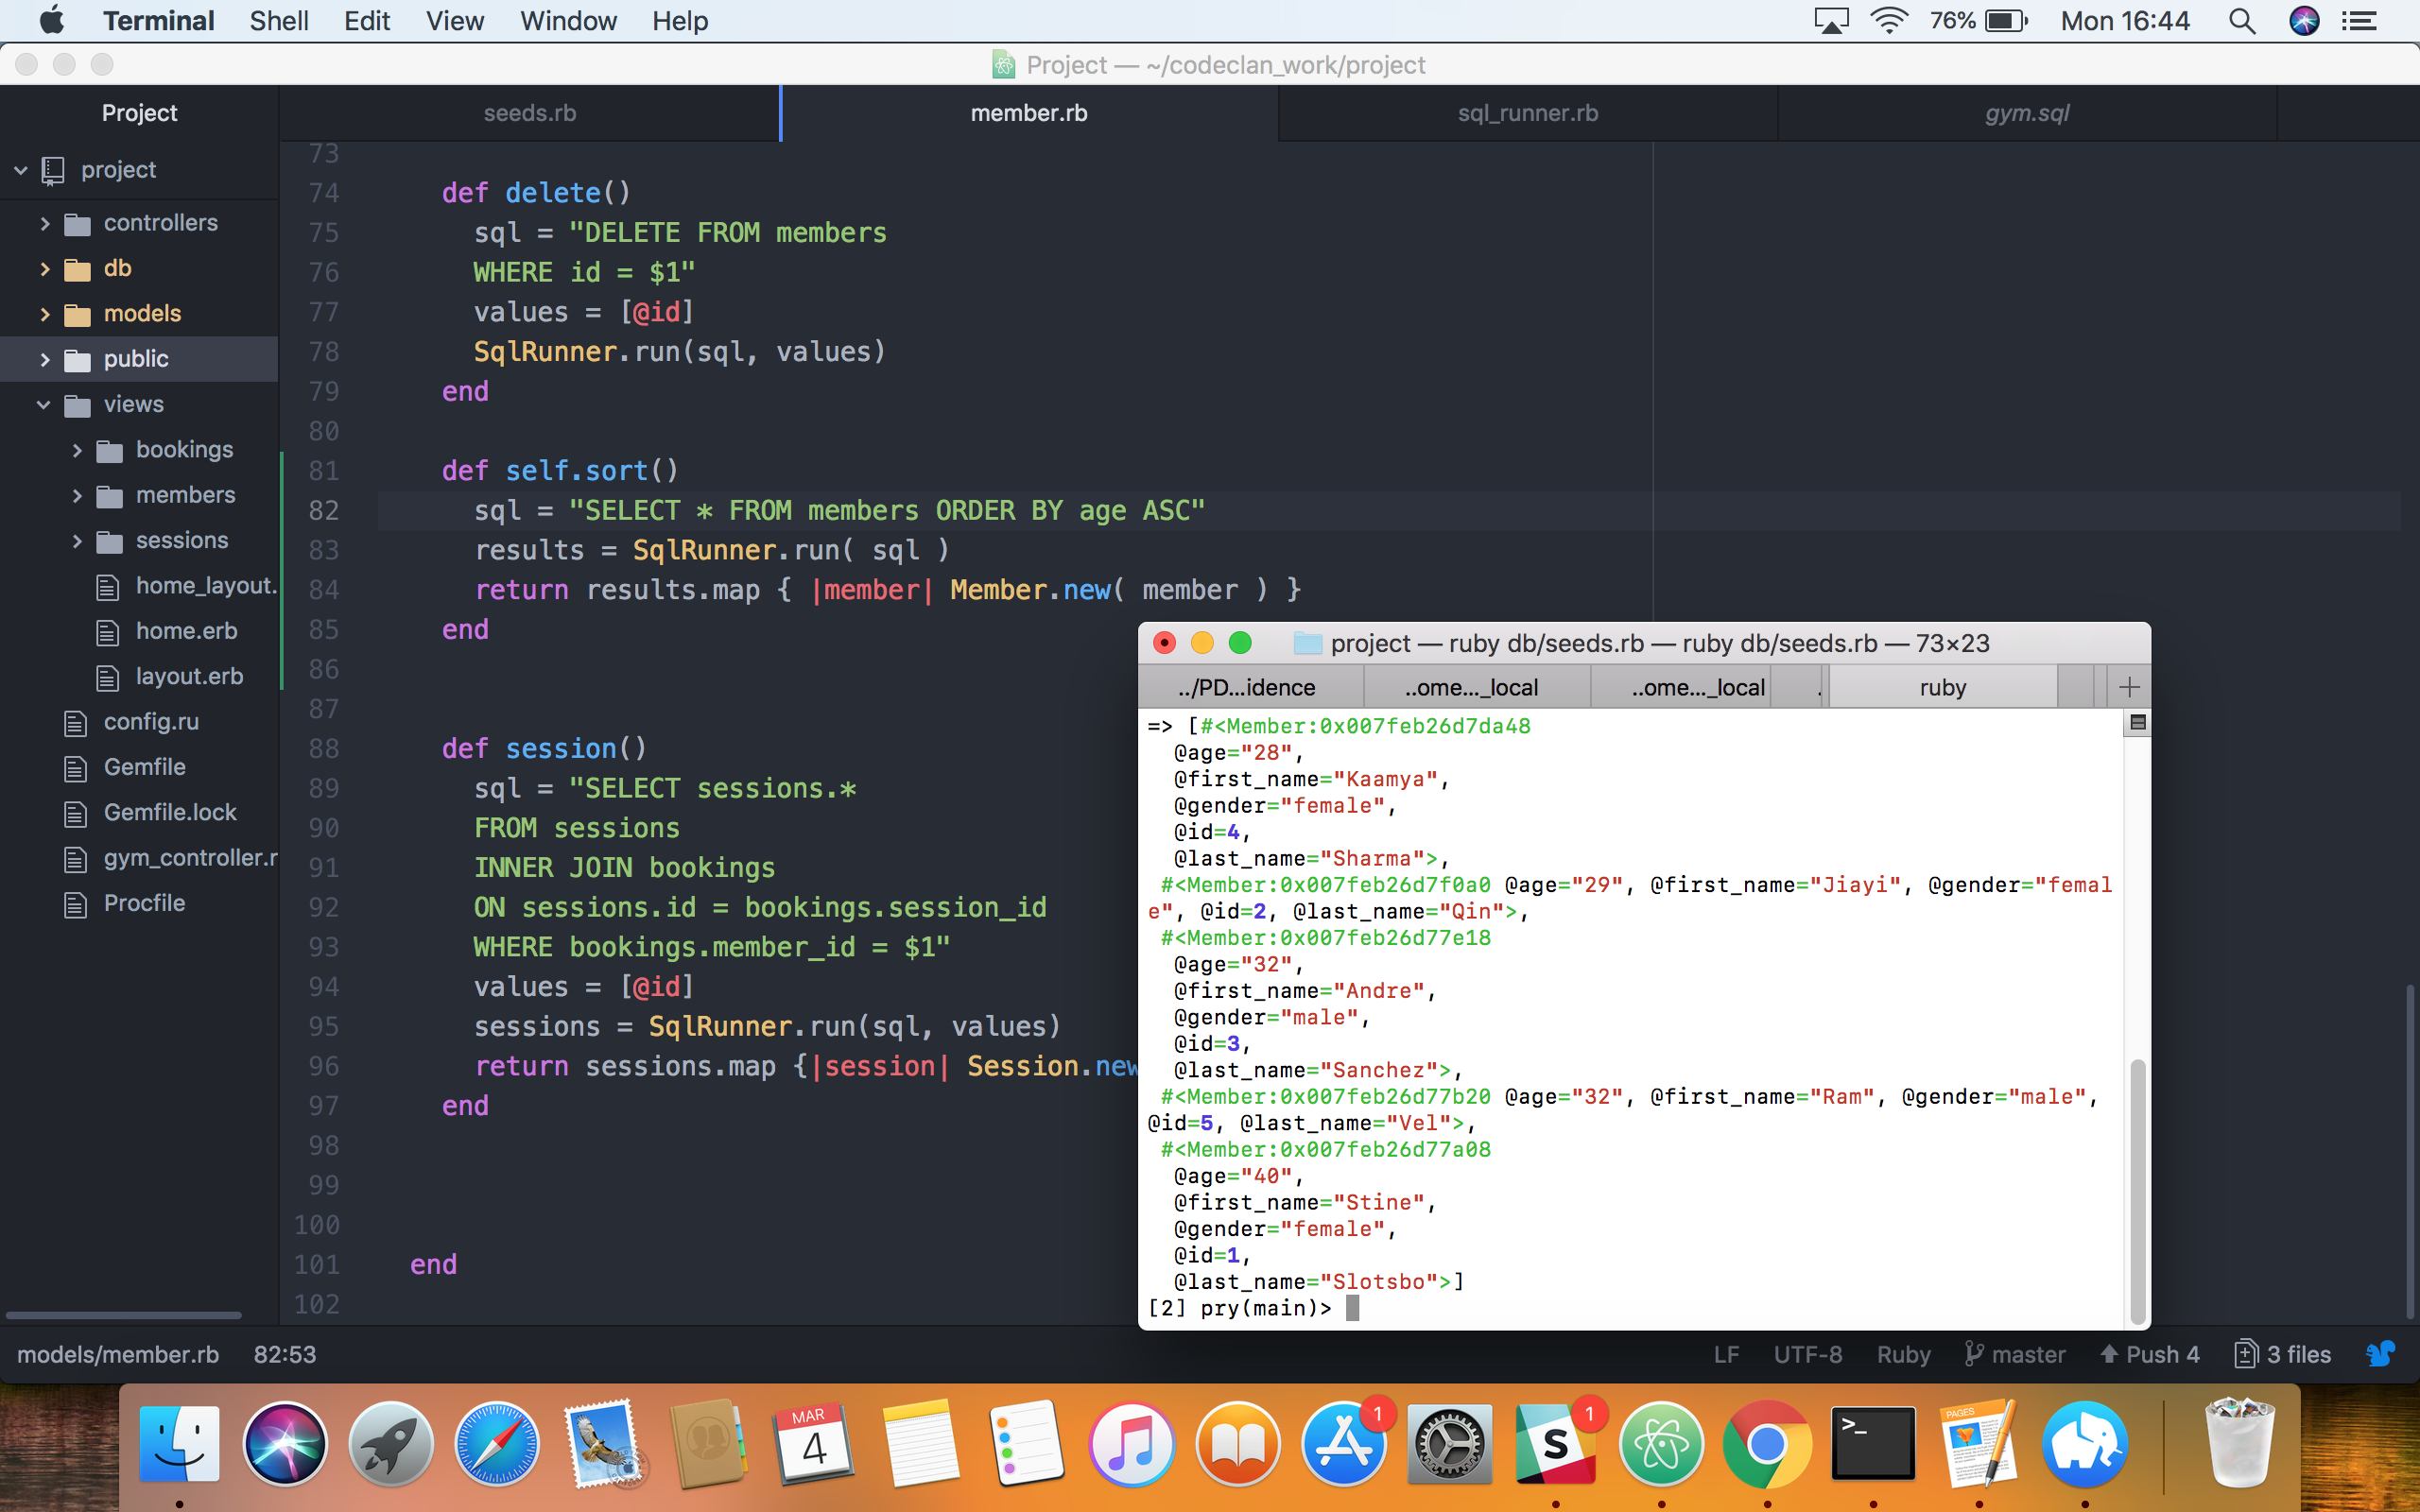 Terminal Shell Edit View Window Help 76% Mon 16:44
Project — ~/codeclan_work/project
Project
project
controllers
db
models
public
views
bookings
members
sessions
home_layout.
home.erb
layout.erb
config.ru
Gemfile
Gemfile.lock
gym_controller.r
Procfile
seeds.rb member.rb sql_runner.rb gym.sql
73
74 def delete()
75 sql = "DELETE FROM members
76 WHERE id = $1"
77 values = [@id]
78 SqlRunner.run(sql, values)
79 end
80
81 def self.sort()
82 sql = "SELECT * FROM members ORDER BY age ASC"
83 results = SqlRunner.run( sql )
84 return results.map { |member| Member.new( member ) }
85 end
86
87
88 def session()
89 sql = "SELECT sessions.*
90 FROM sessions
91 INNER JOIN bookings
92 ON sessions.id = bookings.session_id
93 WHERE bookings.member_id = $1"
94 values = [@id]
95 sessions = SqlRunner.run(sql, values)
96 return sessions.map {|session| Session.new
97 end
98
99
100
101 end
102
project — ruby db/seeds.rb — ruby db/seeds.rb — 73×23
../PD...idence ..ome..._local ..ome..._local . ruby +
=> [#<Member:0x007feb26d7da48
@age="28",
@first_name="Kaamya",
@gender="female",
@id=4,
@last_name="Sharma">,
#<Member:0x007feb26d7f0a0 @age="29", @first_name="Jiayi", @gender="femal
e", @id=2, @last_name="Qin">,
#<Member:0x007feb26d77e18
@age="32",
@first_name="Andre",
@gender="male",
@id=3,
@last_name="Sanchez">,
#<Member:0x007feb26d77b20 @age="32", @first_name="Ram", @gender="male",
@id=5, @last_name="Vel">,
#<Member:0x007feb26d77a08
@age="40",
@first_name="Stine",
@gender="female",
@id=1,
@last_name="Slotsbo">]
[2] pry(main)>
models/member.rb 82:53 LF UTF-8 Ruby master Push 4 3 files
MAR
4
1
S
1
>_
PAGES